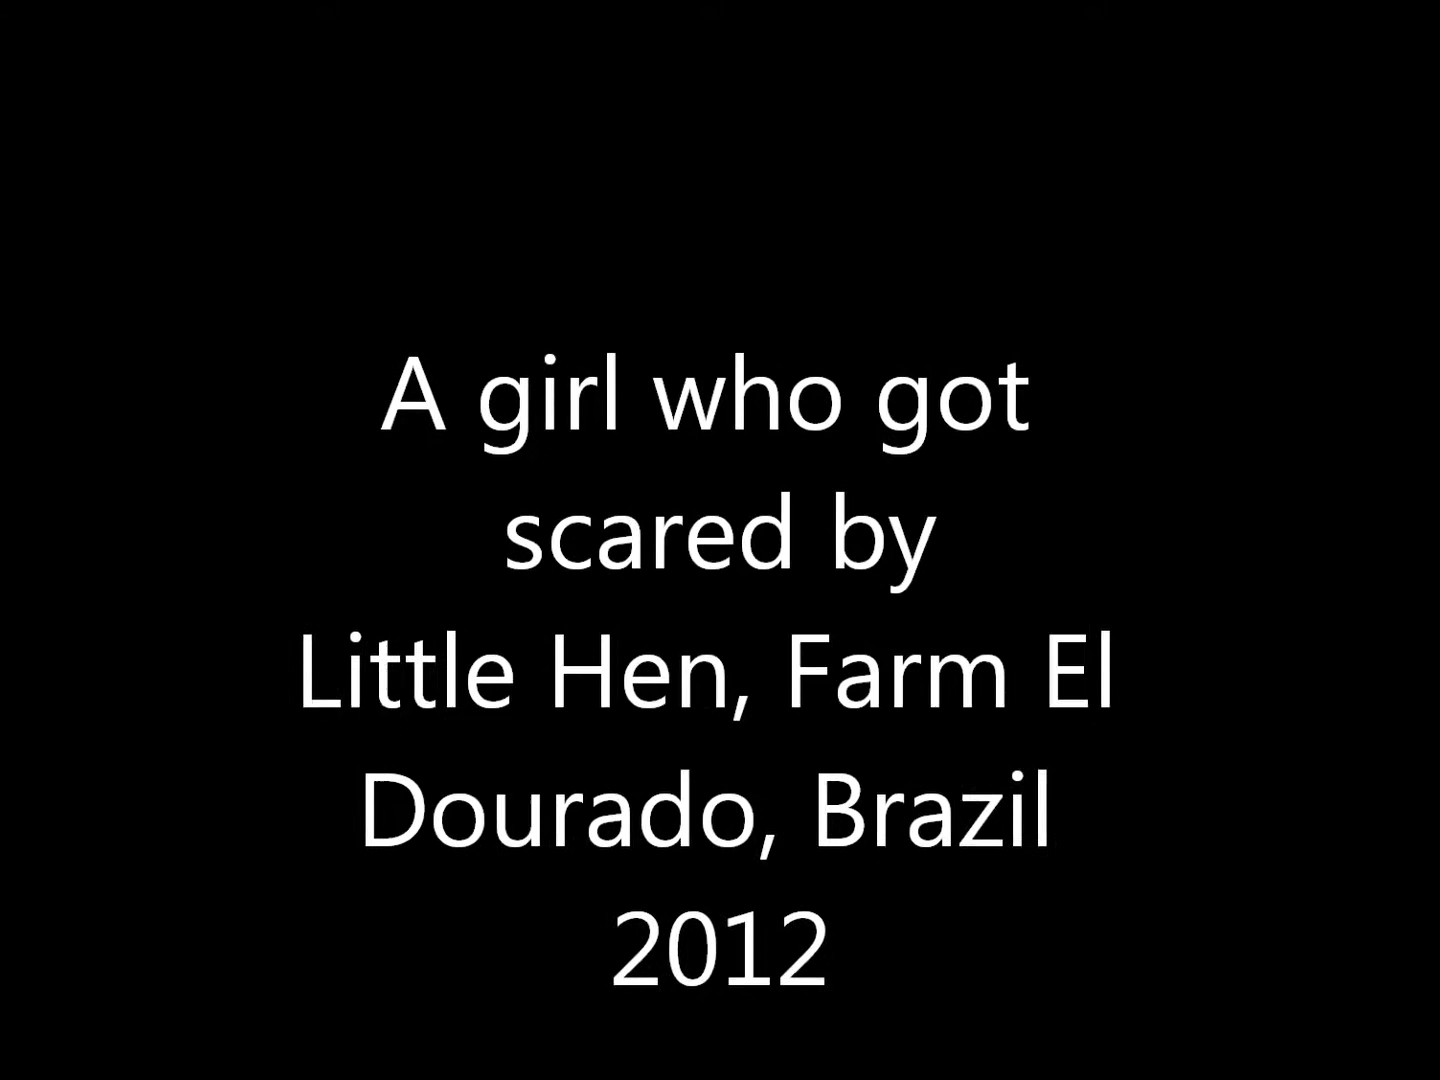 A girl who got
scared by
Little Hen, Farm El
Dourado, Brazil
2012